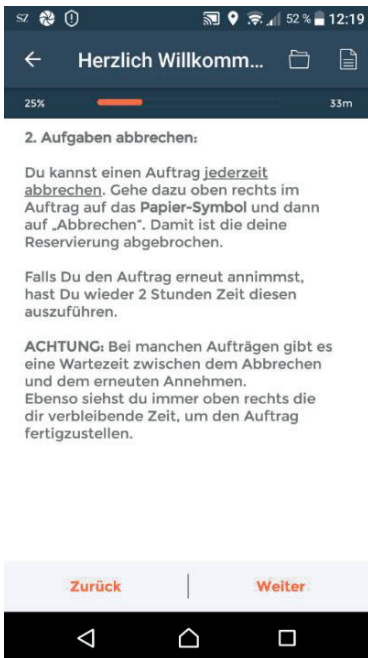 SZ 52 % 12:19
Herzlich Willkomm...
25% 33m
2. Aufgaben abbrechen:
Du kannst einen Auftrag jederzeit
abbrechen. Gehe dazu oben rechts im
Auftrag auf das Papier-Symbol und dann
auf „Abbrechen“. Damit ist die deine
Reservierung abgebrochen.
Falls Du den Auftrag erneut annimmst,
hast Du wieder 2 Stunden Zeit diesen
auszuführen.
ACHTUNG: Bei manchen Aufträgen gibt es
eine Wartezeit zwischen dem Abbrechen
und dem erneuten Annehmen.
Ebenso siehst du immer oben rechts die
dir verbleibende Zeit, um den Auftrag
fertigzustellen.
Zurück Weiter